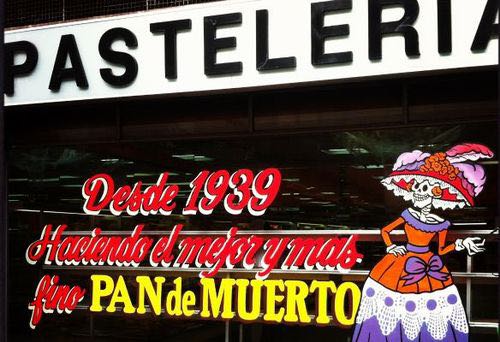 PASTELERIA
Desde 1939
Haciendo el mejor y mas
fino PAN de MUERTO